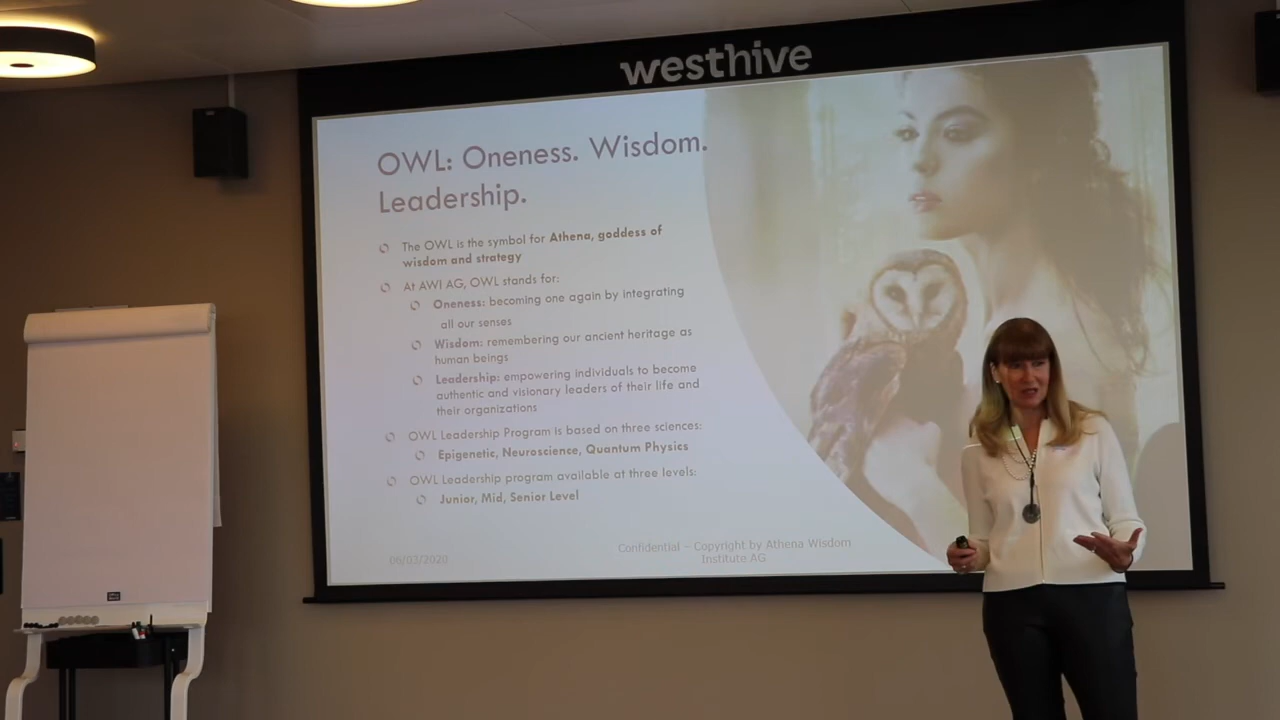 westhive
OWL: Oneness. Wisdom.
Leadership.
The OWL is the symbol for Athena, goddess of
wisdom and strategy
At AWI AG, OWL stands for:
Oneness: becoming one again by integrating
all our senses
Wisdom: remembering our ancient heritage as
human beings
Leadership: empowering individuals to become
authentic and visionary leaders of their life and
their organizations
OWL Leadership Program is based on three sciences:
Epigenetic, Neuroscience, Quantum Physics
OWL Leadership program available at three levels:
Junior, Mid, Senior Level
06/03/2020
Confidential – Copyright by Athena Wisdom
Institute AG